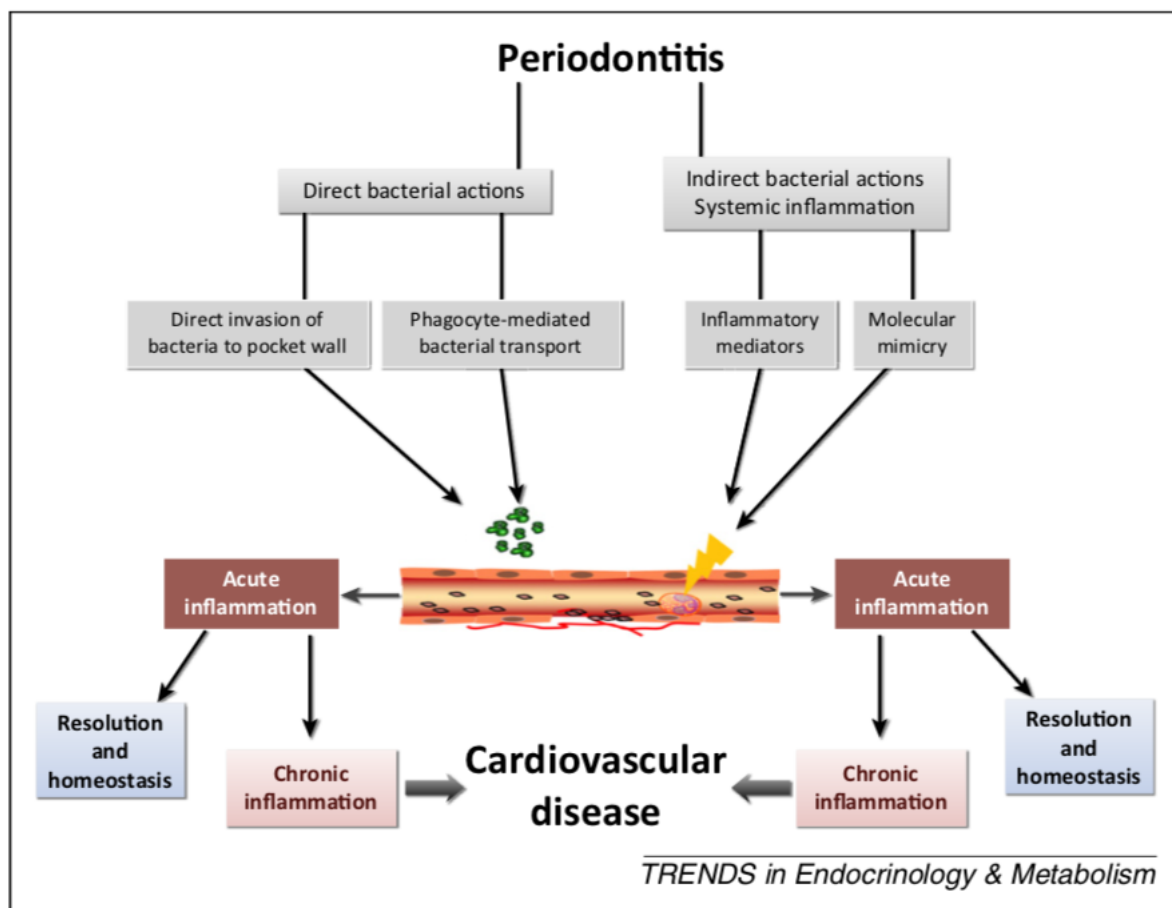 Periodontitis
Direct bacterial actions
Indirect bacterial actions
Systemic inflammation
Direct invasion of
bacteria to pocket wall
Phagocyte-mediated
bacterial transport
Inflammatory
mediators
Molecular
mimicry
Acute
inflammation
Acute
inflammation
Resolution
and
homeostasis
Chronic
inflammation
Cardiovascular
disease
Chronic
inflammation
Resolution
and
homeostasis
TRENDS in Endocrinology & Metabolism